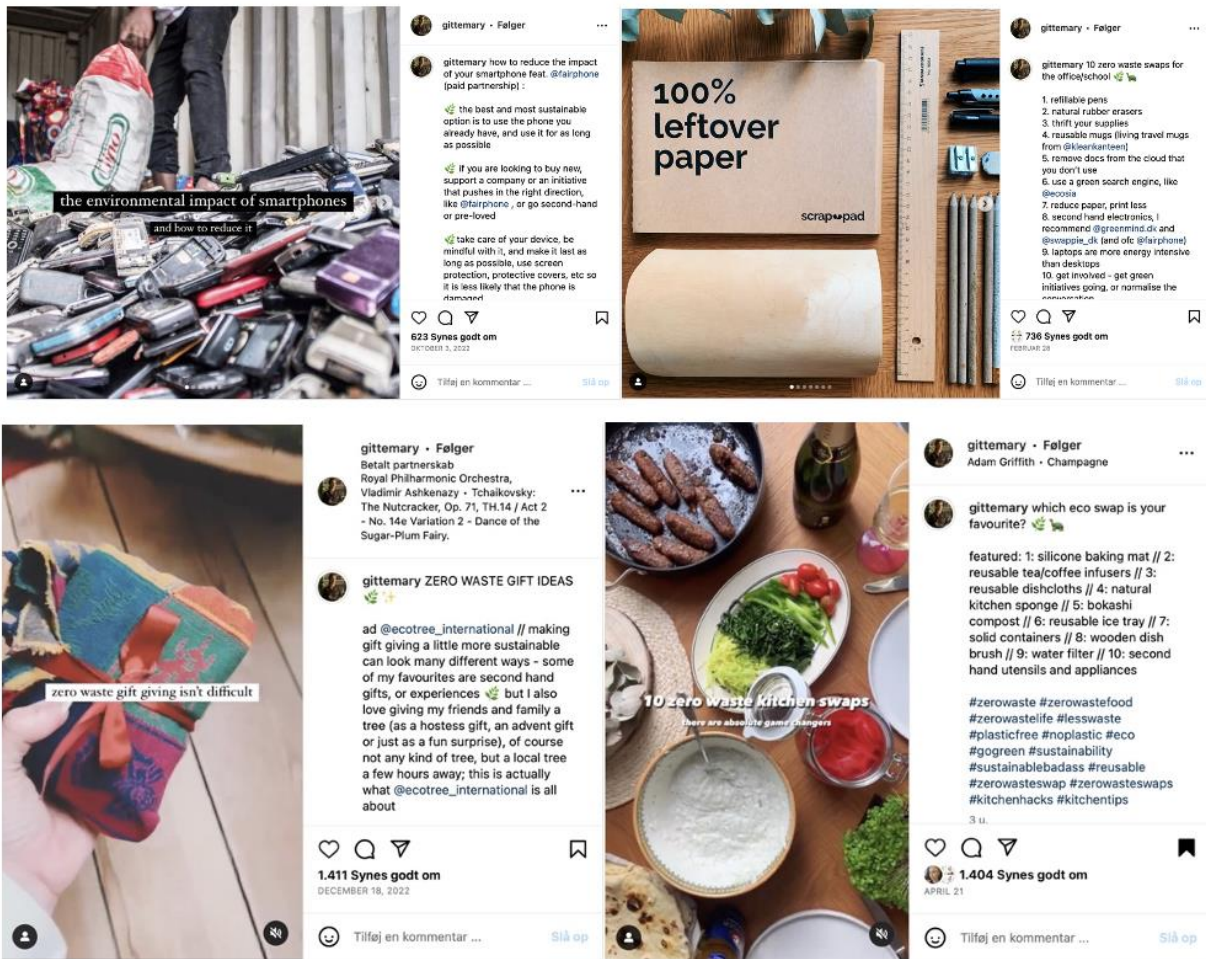 the environmental impact of smartphones
and how to reduce it
gittemary • Følger
gittemary how to reduce the impact
of your smartphone feat. @fairphone
(paid partnership) :
🌿 the best and most sustainable
option is to use the phone you
already have, and use it for as long
as possible
🌿 if you are looking to buy new,
support a company or an initiative
that pushes in the right direction,
like @fairphone , or go second-hand
or pre-loved
🌿 take care of your device, be
mindful with it, and make it last as
long as possible, use screen
protection, protective covers, etc so
it is less likely that the phone is
damaged
623 Synes godt om
OKTOBER 3, 2022
Tilføj en kommentar ...
Slå op
100%
leftover
paper
scrap pad
gittemary • Følger
gittemary 10 zero waste swaps for
the office/school 🌿🦕
1. refillable pens
2. natural rubber erasers
3. thrift your supplies
4. reusable mugs (living travel mugs
from @kleankanteen)
5. remove docs from the cloud that
you don't use
6. use a green search engine, like
@ecosia
7. reduce paper, print less
8. second hand electronics, I
recommend @greenmind.dk and
@swappie_dk (and ofc @fairphone)
9. laptops are more energy intensive
than desktops
10. get involved - get green
initiatives going, or normalise the
conversation
736 Synes godt om
FEBRUAR 28
Tilføj en kommentar ...
Slå op
zero waste gift giving isn't difficult
gittemary • Følger
Betalt partnerskab
Royal Philharmonic Orchestra,
Vladimir Ashkenazy • Tchaikovsky:
The Nutcracker, Op. 71, TH.14 / Act 2
- No. 14e Variation 2 - Dance of the
Sugar-Plum Fairy.
gittemary ZERO WASTE GIFT IDEAS
🌿✨
ad @ecotree_international // making
gift giving a little more sustainable
can look many different ways - some
of my favourites are second hand
gifts, or experiences 🌿 but I also
love giving my friends and family a
tree (as a hostess gift, an advent gift
or just as a fun surprise), of course
not any kind of tree, but a local tree
a few hours away; this is actually
what @ecotree_international is all
about
1.411 Synes godt om
DECEMBER 18, 2022
Tilføj en kommentar ...
Slå op
10 zero waste kitchen swaps
there are absolute game changers
gittemary • Følger
Adam Griffith • Champagne
gittemary which eco swap is your
favourite? 🌿🦕
featured: 1: silicone baking mat // 2:
reusable tea/coffee infusers // 3:
reusable dishcloths // 4: natural
kitchen sponge // 5: bokashi
compost // 6: reusable ice tray // 7:
solid containers // 8: wooden dish
brush // 9: water filter // 10: second
hand utensils and appliances
#zerowaste #zerowastefood
#zerowastelife #lesswaste
#plasticfree #noplastic #eco
#gogreen #sustainability
#sustainablebadass #reusable
#zerowasteswap #zerowasteswaps
#kitchenhacks #kitchentips
3 u.
1.404 Synes godt om
APRIL 21
Tilføj en kommentar ...
Slå op